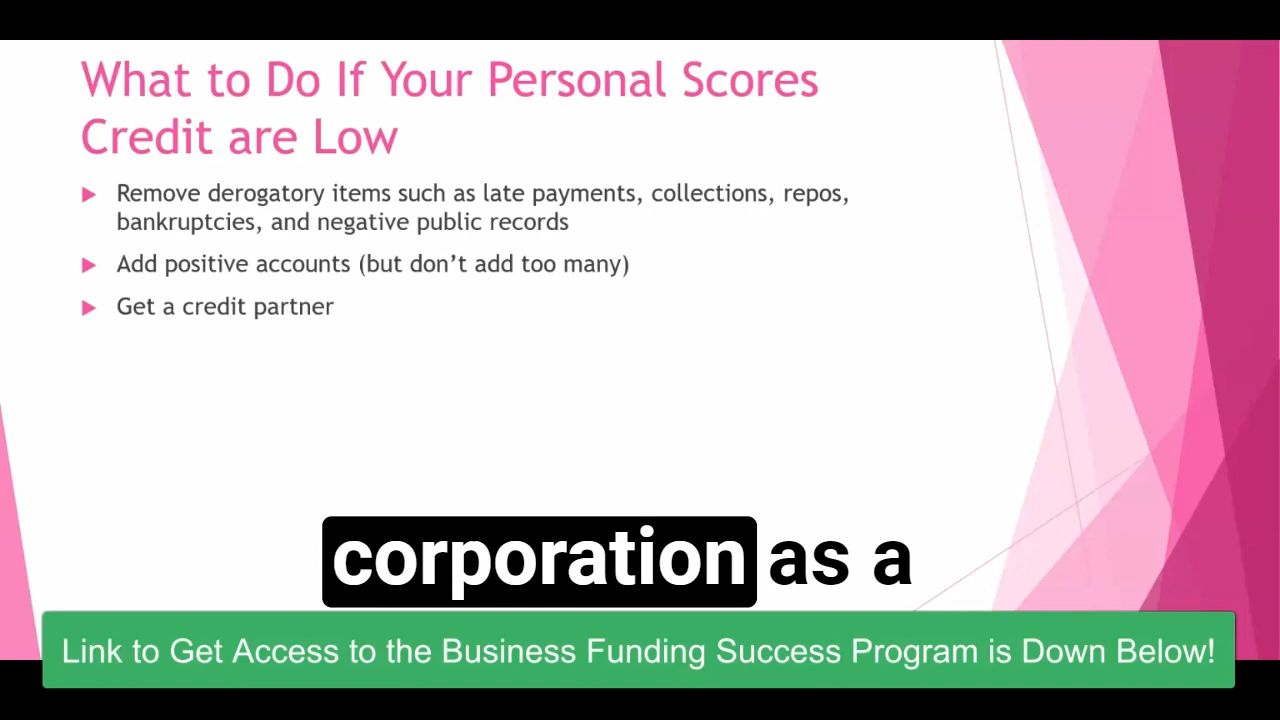 What to Do If Your Personal Scores
Credit are Low
Remove derogatory items such as late payments, collections, repos,
bankruptcies, and negative public records
Add positive accounts (but don’t add too many)
Get a credit partner
corporation as a
Link to Get Access to the Business Funding Success Program is Down Below!